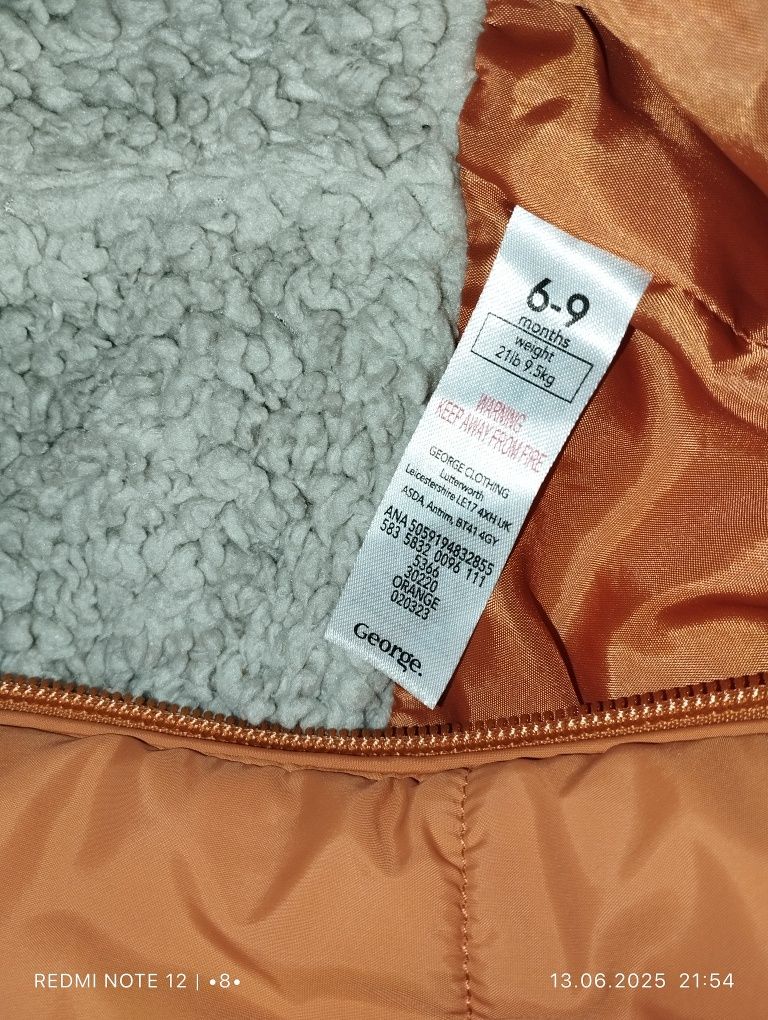 6-9
months
weight
21lb 9.5kg
WARNING
KEEP AWAY FROM FIRE
GEORGE CLOTHING
Lutterworth
Leicestershire LE17 4XH UK
ASDA, Antrim, BT41 4GY
ANA 5059194832855
583 5832 0096 111
5366
30220
ORANGE
020323
George.
REDMI NOTE 12 | •8•
13.06.2025 21:54